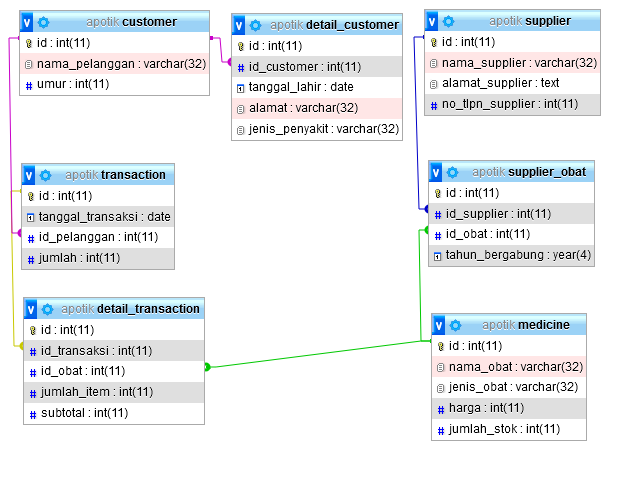 apotik customer
id : int(11)
nama_pelanggan : varchar(32)
umur : int(11)
apotik detail_customer
id : int(11)
id_customer : int(11)
tanggal_lahir : date
alamat : varchar(32)
jenis_penyakit : varchar(32)
apotik supplier
id : int(11)
nama_supplier : varchar(32)
alamat_supplier : text
no_tlpn_supplier : int(11)
apotik transaction
id : int(11)
tanggal_transaksi : date
id_pelanggan : int(11)
jumlah : int(11)
apotik supplier_obat
id : int(11)
id_supplier : int(11)
id_obat : int(11)
tahun_bergabung : year(4)
apotik detail_transaction
id : int(11)
id_transaksi : int(11)
id_obat : int(11)
jumlah_item : int(11)
subtotal : int(11)
apotik medicine
id : int(11)
nama_obat : varchar(32)
jenis_obat : varchar(32)
harga : int(11)
jumlah_stok : int(11)